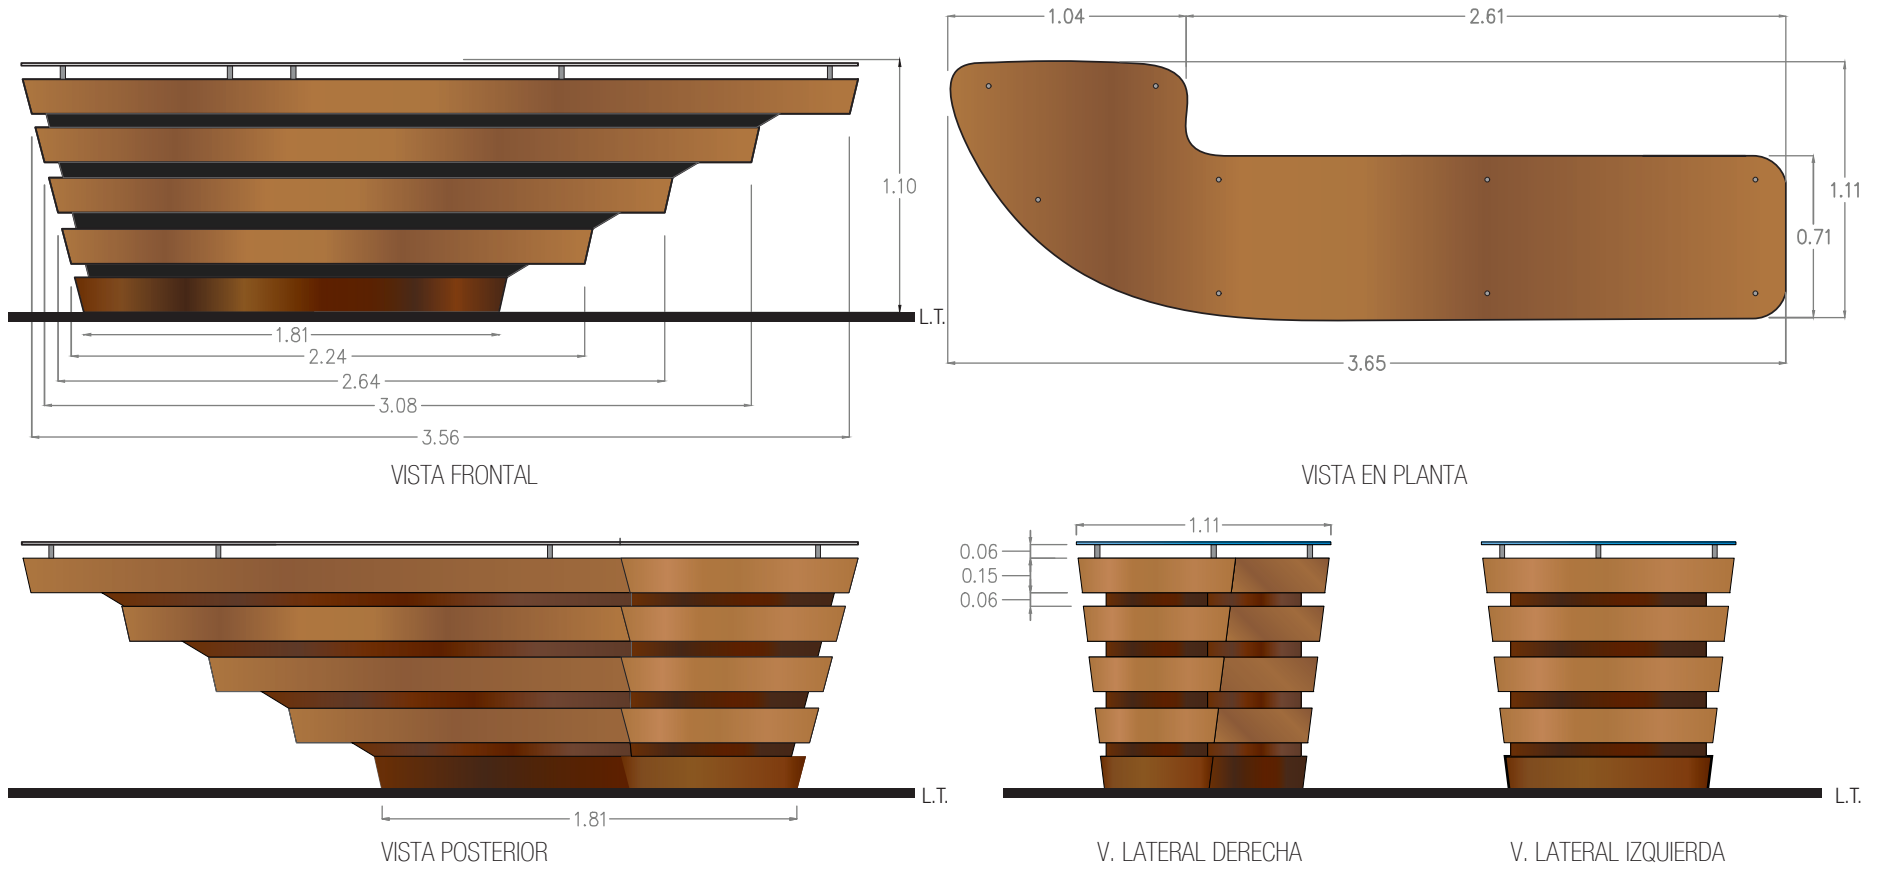 1.04
2.61
1.10
1.11
0.71
L.T.
1.81
2.24
2.64
3.08
3.56
3.65
VISTA FRONTAL
VISTA EN PLANTA
1.11
0.06
0.15
0.06
L.T.
L.T.
1.81
VISTA POSTERIOR
V. LATERAL DERECHA
V. LATERAL IZQUIERDA